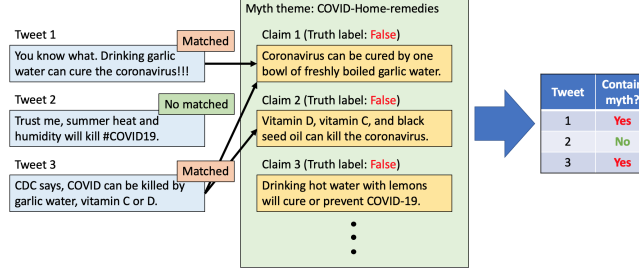 Myth theme: COVID-Home-remedies
Tweet 1
Matched
You know what. Drinking garlic
water can cure the coronavirus!!!
Tweet 2
No matched
Trust me, summer heat and
humidity will kill #COVID19.
Tweet 3
Matched
CDC says, COVID can be killed by
garlic water, vitamin C or D.
Claim 1 (Truth label: False)
Coronavirus can be cured by one
bowl of freshly boiled garlic water.
Claim 2 (Truth label: False)
Vitamin D, vitamin C, and black
seed oil can kill the coronavirus.
Claim 3 (Truth label: False)
Drinking hot water with lemons
will cure or prevent COVID-19.
Tweet Contain
myth?
1 Yes
2 No
3 Yes